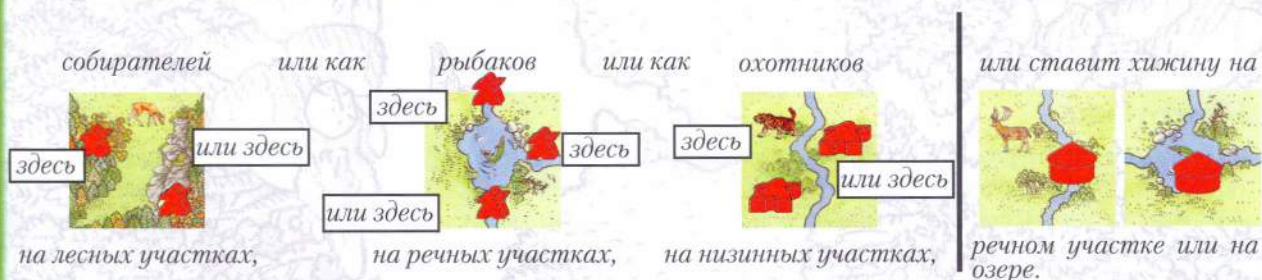 собирателей или как рыбаков или как охотников или ставит хижину на
здесь
здесь
или здесь
здесь
здесь
или здесь
или здесь
здесь
на лесных участках, на речных участках, на низинных участках, речном участке или на
озере.